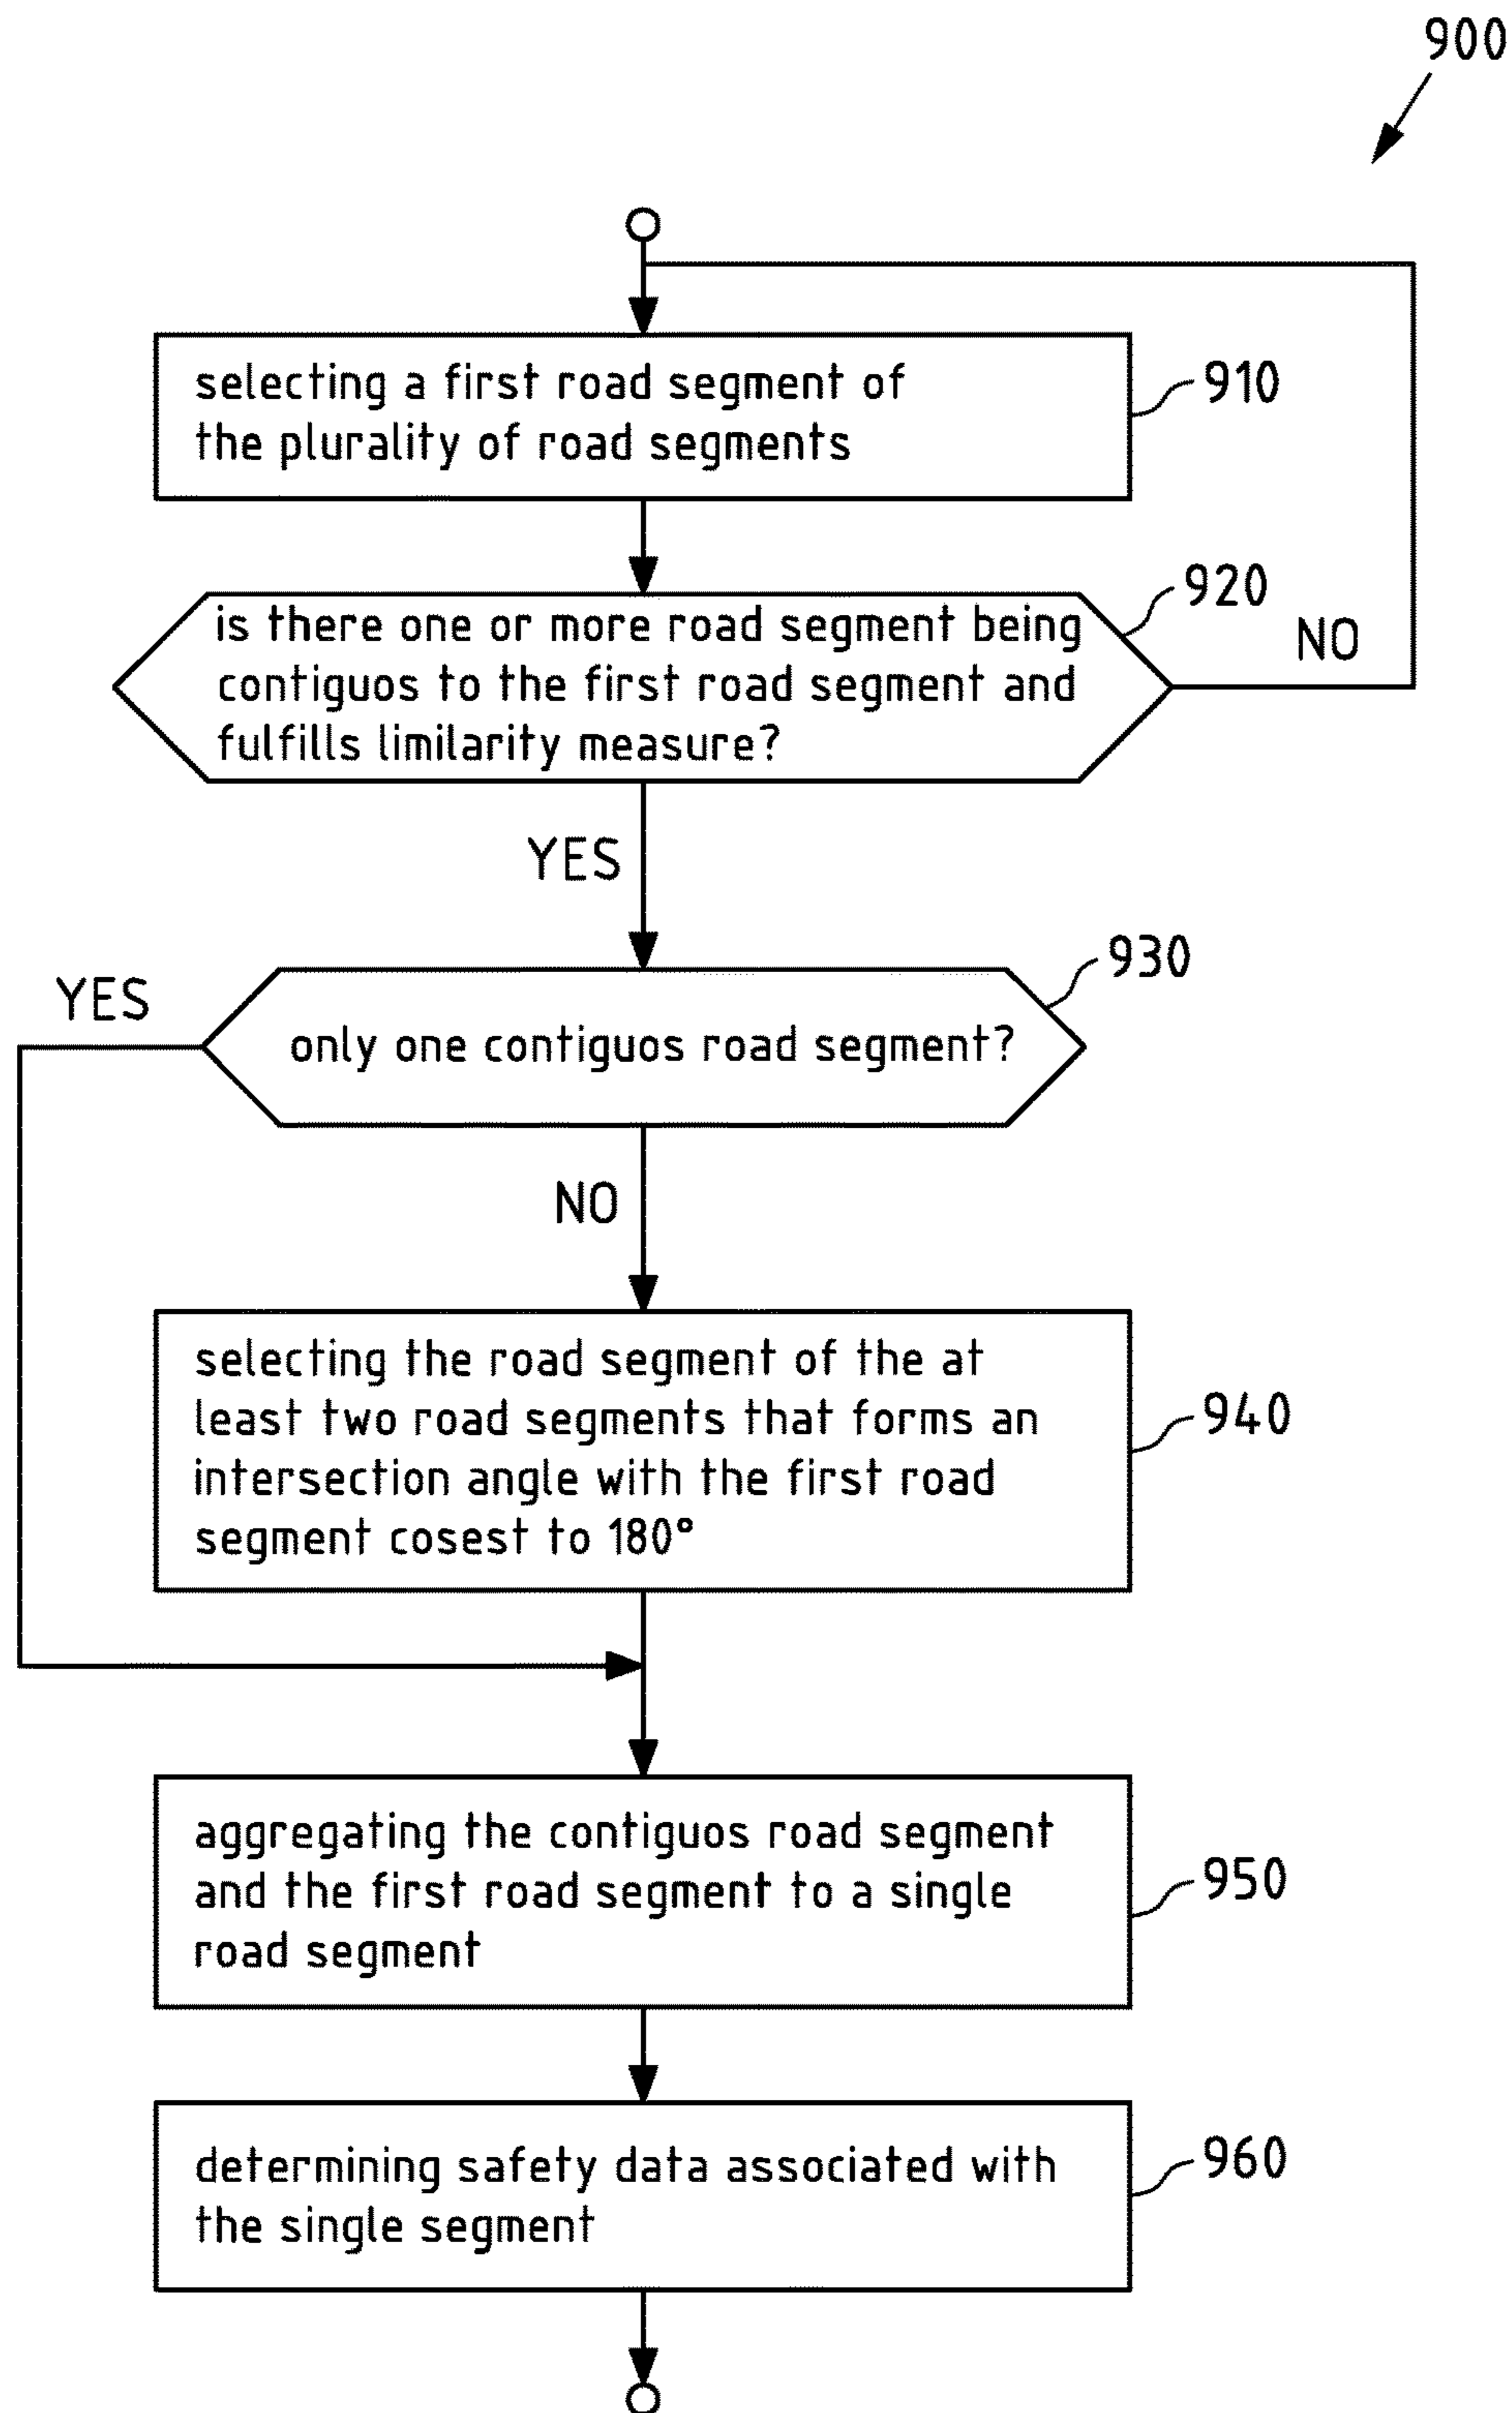 900
selecting a first road segment of
the plurality of road segments
910
is there one or more road segment being
contiguos to the first road segment and
fulfills limilarity measure?
920
NO
YES
only one contiguos road segment?
930
YES
NO
selecting the road segment of the at
least two road segments that forms an
intersection angle with the first road
segment cosest to 180°
940
aggregating the contiguos road segment
and the first road segment to a single
road segment
950
determining safety data associated with
the single segment
960